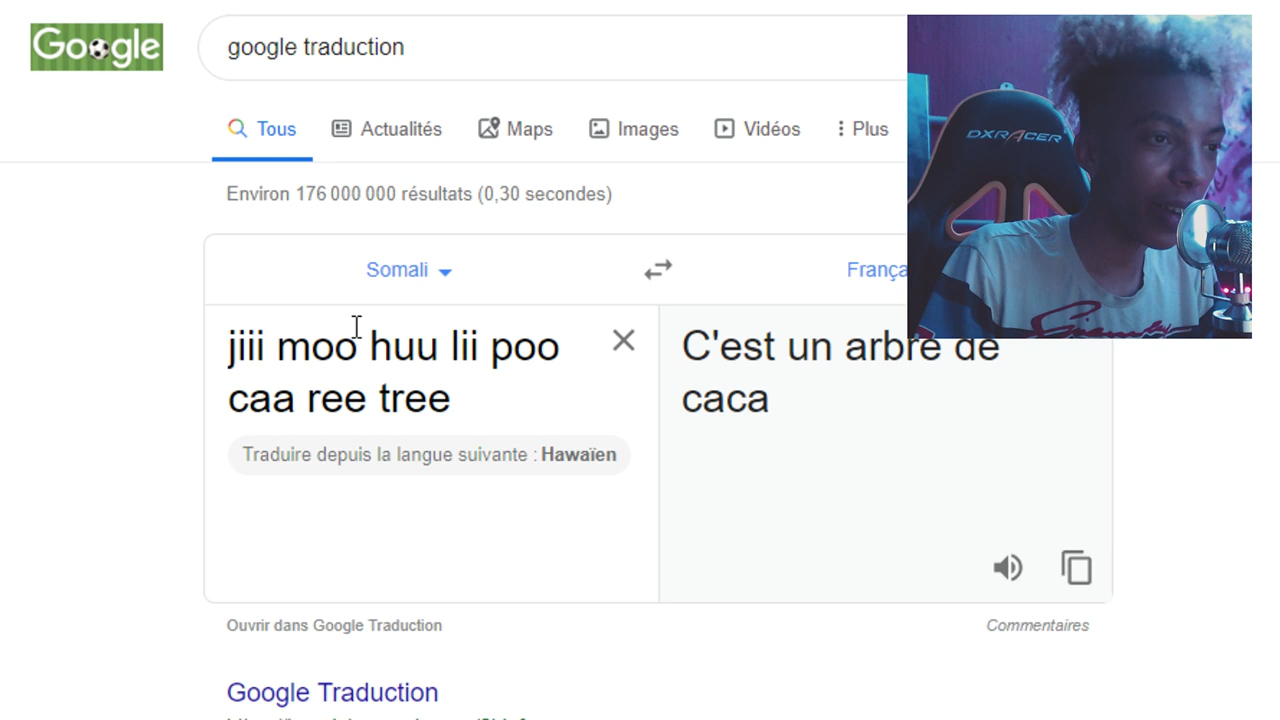 Google
google traduction
Tous Actualités Maps Images Vidéos Plus
Environ 176 000 000 résultats (0,30 secondes)
DXRACER
Somali
França
jiii moo huu lii poo
caa ree tree
C'est un arbre de
caca
Traduire depuis la langue suivante : Hawaïen
Ouvrir dans Google Traduction
Commentaires
Google Traduction